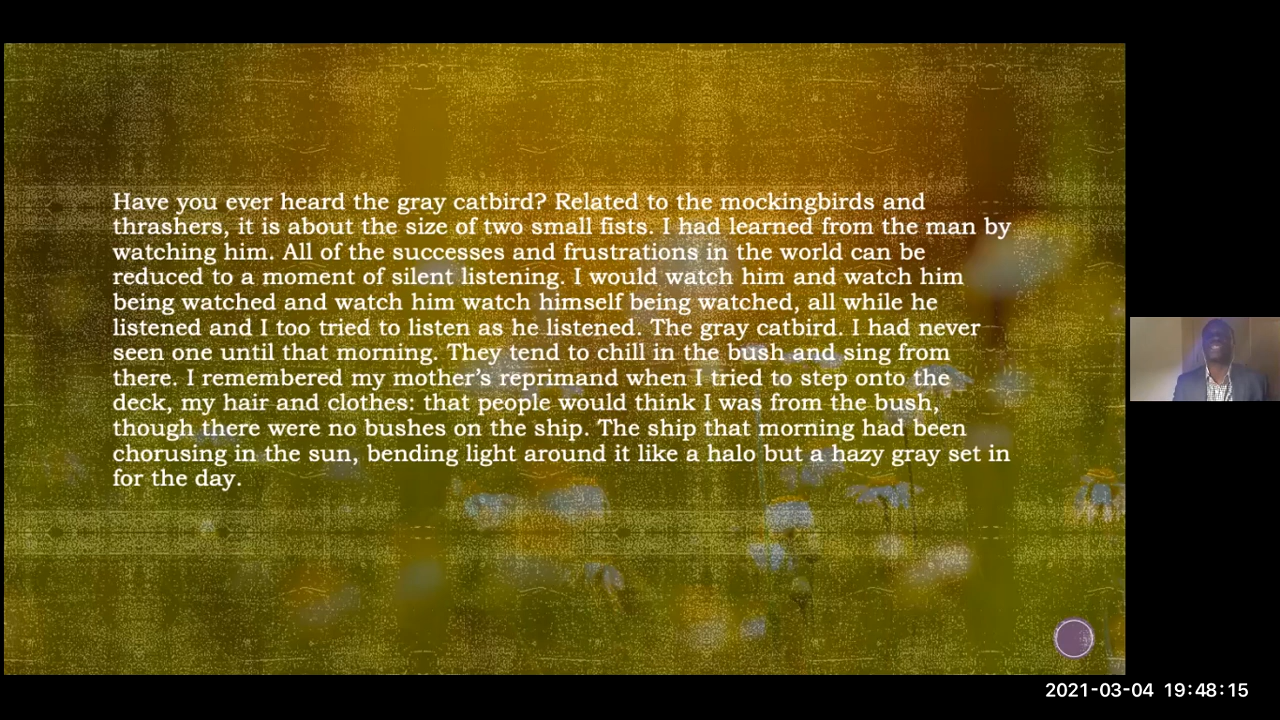 Have you ever heard the gray catbird? Related to the mockingbirds and
thrashers, it is about the size of two small fists. I had learned from the man by
watching him. All of the successes and frustrations in the world can be
reduced to a moment of silent listening. I would watch him and watch him
being watched and watch him watch himself being watched, all while he
listened and I too tried to listen as he listened. The gray catbird. I had never
seen one until that morning. They tend to chill in the bush and sing from
there. I remembered my mother’s reprimand when I tried to step onto the
deck, my hair and clothes: that people would think I was from the bush,
though there were no bushes on the ship. The ship that morning had been
chorusing in the sun, bending light around it like a halo but a hazy gray set in
for the day.
2021-03-04 19:48:15